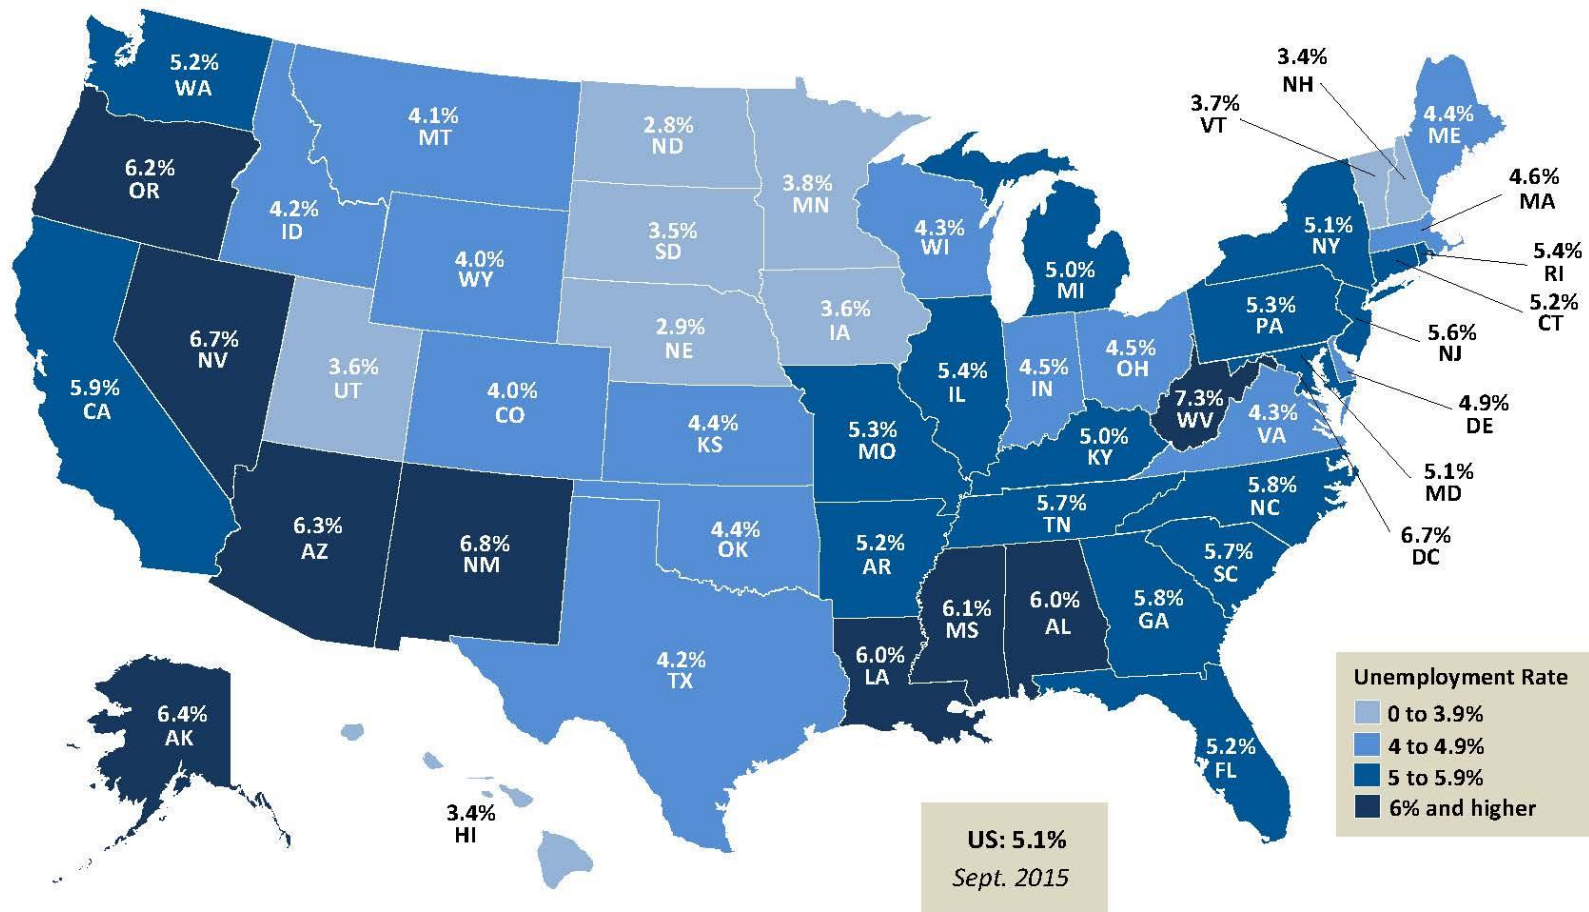 5.2%
WA
6.2%
OR
5.9%
CA
6.7%
NV
4.2%
ID
4.1%
MT
4.0%
WY
3.6%
UT
4.0%
CO
6.3%
AZ
6.8%
NM
2.8%
ND
3.5%
SD
2.9%
NE
4.4%
KS
4.4%
OK
4.2%
TX
3.8%
MN
3.6%
IA
5.3%
MO
5.2%
AR
6.0%
LA
4.3%
WI
5.4%
IL
5.0%
MI
4.5%
IN
4.5%
OH
5.0%
KY
5.7%
TN
6.1%
MS
6.0%
AL
5.8%
GA
5.2%
FL
5.7%
SC
5.8%
NC
4.3%
VA
7.3%
WV
5.3%
PA
5.1%
NY
3.7%
VT
3.4%
NH
4.4%
ME
4.6%
MA
5.4%
RI
5.2%
CT
5.6%
NJ
4.9%
DE
5.1%
MD
6.7%
DC
6.4%
AK
3.4%
HI
US: 5.1%
Sept. 2015
Unemployment Rate
0 to 3.9%
4 to 4.9%
5 to 5.9%
6% and higher